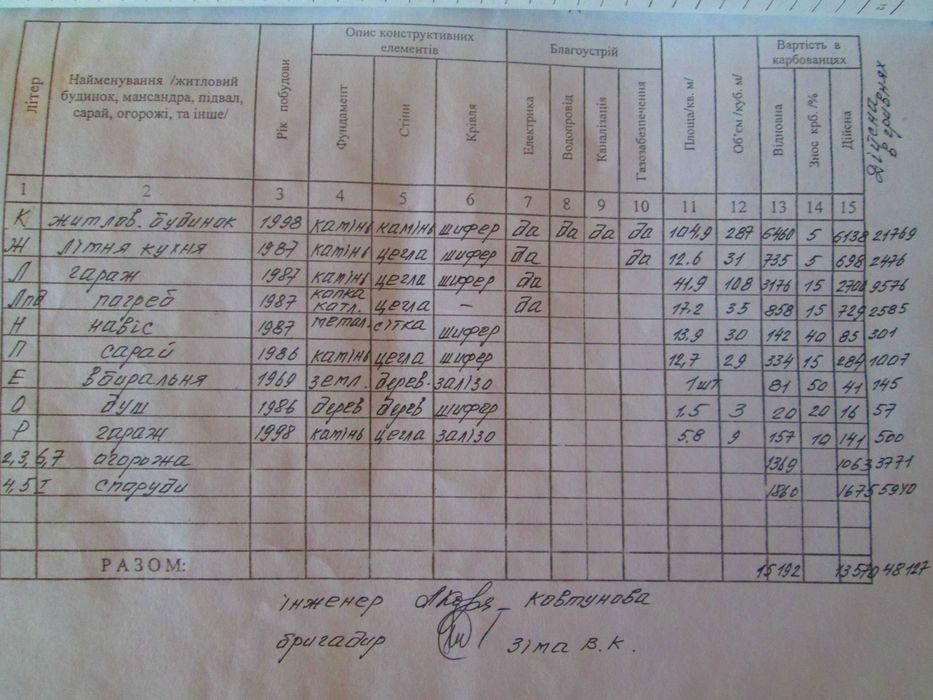 Літер
Найменування /житловий будинок, мансандра, підвал, сарай, огорожі, та інше/
Рік побудови
Опис конструктивних елементів
Фундамент
Стіни
Крівля
Благоустрій
Електрика
Водопровід
Каналізація
Газозабезпечення
Площа/кв. м/
Об'єм /куб. м/
Вартість в карбованцях
Відновна
Знос крб. /%
Дійсна
Дійсна в гривнях
1 2 3 4 5 6 7 8 9 10 11 12 13 14 15
К житлов. будинок 1998 камінь камінь шифер да да да да 104,9 287 6460 5 6138 21769
Ж літня кухня 1987 камінь цегла шифер да да 12.6 31 735 5 698 2476
Л гараж 1987 камінь цегла шифер да 41,9 108 3176 15 2700 9576
Лпд погреб 1987 копка катл. цегла – да 17.2 35 858 15 729 2585
Н навіс 1987 метал. сітка шифер 13,9 30 142 40 85 301
П сарай 1986 камінь цегла шифер 12,7 29 334 15 284 1007
Е вбиральня 1969 земл. дерев. залізо 1 шт 81 50 41 145
О душ 1986 дерев дерев шифер 1.5 3 20 20 16 57
Р гараж 1998 камінь цегла залізо 5.8 9 157 10 141 500
2,3,6,7 огорожа 1369 1063 3771
4,5 I споруди 1860 1675 5940
РАЗОМ: 15192 13570 48127
інженер Ковтунова
бригадир Зіма В.К.